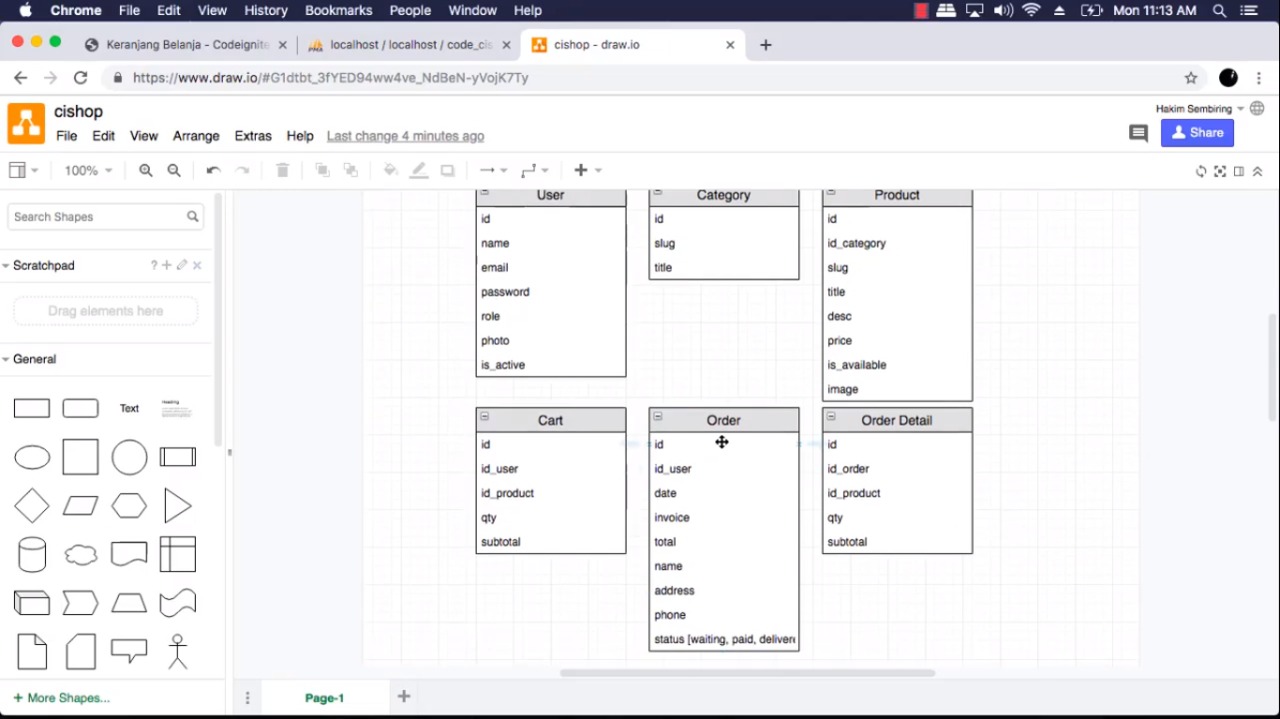 Chrome File Edit View History Bookmarks People Window Help Mon 11:13 AM
Keranjang Belanja - Codeignite localhost / localhost / code_cis cishop - draw.io
https://www.draw.io/#G1dtbt_3fYED94ww4ve_NdBeN-yVojK7Ty
cishop
Hakim Sembiring
File Edit View Arrange Extras Help Last change 4 minutes ago
Share
100%
Search Shapes
Scratchpad
?
Drag elements here
General
Text
Heading
More Shapes...
User
id
name
email
password
role
photo
is_active
Category
id
slug
title
Product
id
id_category
slug
title
desc
price
is_available
image
Cart
id
id_user
id_product
qty
subtotal
Order
id
id_user
date
invoice
total
name
address
phone
status [waiting, paid, delivere
Order Detail
id
id_order
id_product
qty
subtotal
Page-1